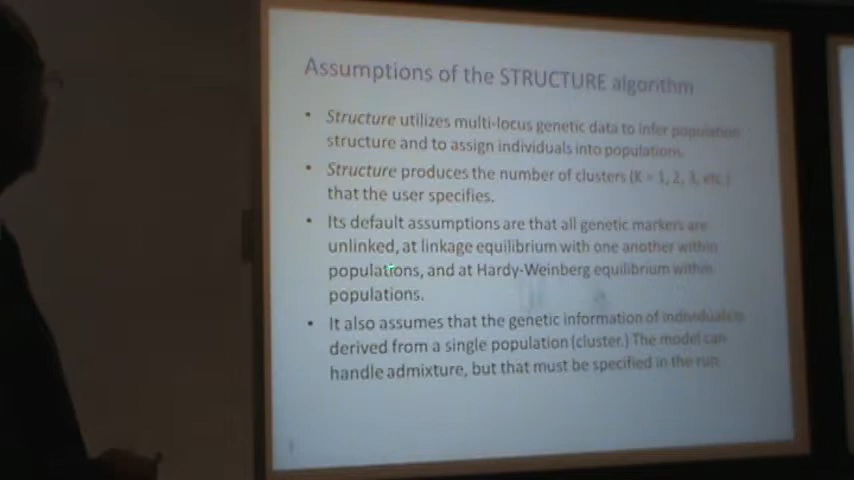 Assumptions of the STRUCTURE algorithm
• Structure utilizes multi-locus genetic data to infer population
structure and to assign individuals into populations.
• Structure produces the number of clusters (K = 1, 2, 3, etc.)
that the user specifies.
• Its default assumptions are that all genetic markers are
unlinked, at linkage equilibrium with one another within
populations, and at Hardy-Weinberg equilibrium within
populations.
• It also assumes that the genetic information of individuals is
derived from a single population (cluster.) The model can
handle admixture, but that must be specified in the run.